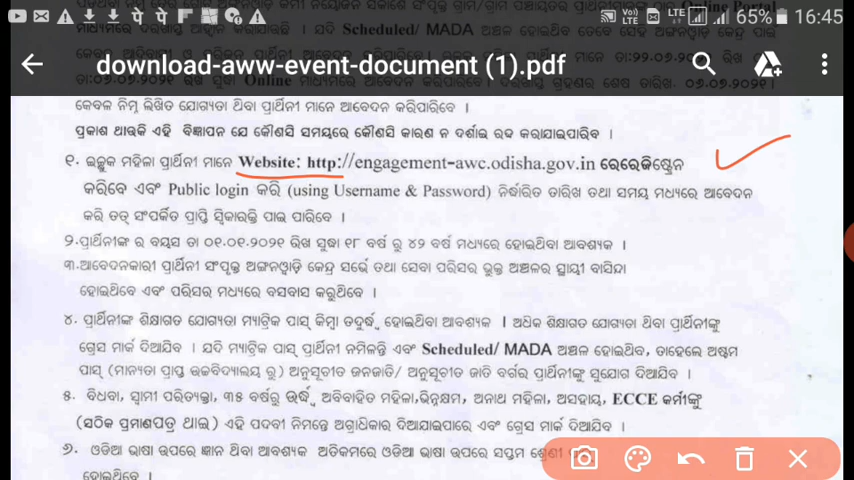 65% 16:45
download-aww-event-document (1).pdf
କେବଳ ନିମ୍ନ ଲିଖିତ ଯୋଗ୍ୟତା ଥିବା ପ୍ରାର୍ଥିନୀ ମାନେ ଆବେଦନ କରିପାରିବେ ।
ପ୍ରକାଶ ଥାଉକି ଏହି ବିଜ୍ଞାପନ ଯେ କୌଣସି ସମୟରେ କୌଣସି କାରଣ ନ ଦର୍ଶାଇ ରଦ୍ଦ କରାଯାଇପାରିବ ।
୧. ଇଚ୍ଛୁକ ମହିଳା ପ୍ରାର୍ଥିନୀ ମାନେ Website: http://engagement-awc.odisha.gov.in ରେରେଜିଷ୍ଟ୍ରେନ
କରିବେ ଏବଂ Public login କରି (using Username & Password) ନିର୍ଦ୍ଧାରିତ ତାରିଖ ତଥା ସମୟ ମଧ୍ୟରେ ଆବେଦନ
କରି ତତ୍ ସଂପର୍କିତ ପ୍ରାପ୍ତି ସ୍ୱିକାରୋକ୍ତି ପାଇ ପାରିବେ ।
୨.ପ୍ରାର୍ଥିନୀଙ୍କ ର ବୟସ ତା ୦୧.୦୧.୨୦୨୧ ରିଖ ସୁଦ୍ଧା ୧୮ ବର୍ଷ ରୁ ୪୨ ବର୍ଷ ମଧ୍ୟରେ ହୋଇଥିବା ଆବଶ୍ୟକ ।
୩.ଆବେଦନକାରୀ ପ୍ରାର୍ଥିନୀ ସଂପୃକ୍ତ ଅଙ୍ଗନୱାଡ଼ି କେନ୍ଦ୍ର ସର୍ଭେ ତଥା ସେବା ପରିସର ଭୁକ୍ତ ଅଞ୍ଚଳର ସ୍ଥାୟୀ ବାସିନ୍ଦା
ହୋଇଥିବେ ଏବଂ ପରିସର ମଧ୍ୟରେ ବସବାସ କରୁଥିବେ ।
୪. ପ୍ରାର୍ଥିନୀଙ୍କ ଶିକ୍ଷାଗତ ଯୋଗ୍ୟତା ମ୍ୟାଟ୍ରିକ ପାସ୍ କିମ୍ବା ତଦୁର୍ଦ୍ଧ୍ୱ ହୋଇଥିବା ଆବଶ୍ୟକ । ଅଧିକ ଶିକ୍ଷାଗତ ଯୋଗ୍ୟତା ଥିବା ପ୍ରାର୍ଥିନୀଙ୍କୁ
ଗ୍ରେସ ମାର୍କ ଦିଆଯିବ । ଯଦି ମ୍ୟାଟ୍ରିକ ପାସ୍ ପ୍ରାର୍ଥିନୀ ନମିଳନ୍ତି ଏବଂ Scheduled/ MADA ଅଞ୍ଚଳ ହୋଇଥିବ, ତାହେଲେ ଅଷ୍ଟମ
ପାସ୍ (ମାନ୍ୟତା ପ୍ରାପ୍ତ ଉଚ୍ଚବିଦ୍ୟାଳୟ ରୁ) ଅନୁସୂଚୀତ ଜନଜାତି/ ଅନୁସୂଚୀତ ଜାତି ବର୍ଗର ପ୍ରାର୍ଥିନୀଙ୍କୁ ସୁଯୋଗ ଦିଆଯିବ ।
୫. ବିଧବା, ସ୍ୱାମୀ ପରିତ୍ୟକ୍ତା, ୩୫ ବର୍ଷରୁ ଊର୍ଦ୍ଧ୍ୱ ଅବିବାହିତ ମହିଳା,ଭିନ୍ନକ୍ଷମ, ଅନାଥ ମହିଳା, ଅସହାୟ, ECCE କର୍ମୀଙ୍କୁ
(ସଠିକ ପ୍ରମାଣପତ୍ର ଥାଇ) ଏହି ପଦବୀ ନିମନ୍ତେ ଅଗ୍ରାଧିକାର ଦିଆଯାଇପାରେ ଏବଂ ଗ୍ରେସ ମାର୍କ ଦିଆଯିବ ।
୬. ଓଡିଆ ଭାଷା ଉପରେ ଜ୍ଞାନ ଥିବା ଆବଶ୍ୟକ ଅତିକମରେ ଓଡିଆ ଭାଷା ଉପରେ ସପ୍ତମ ଶ୍ରେଣୀ
ହୋଇଥିବେ ।